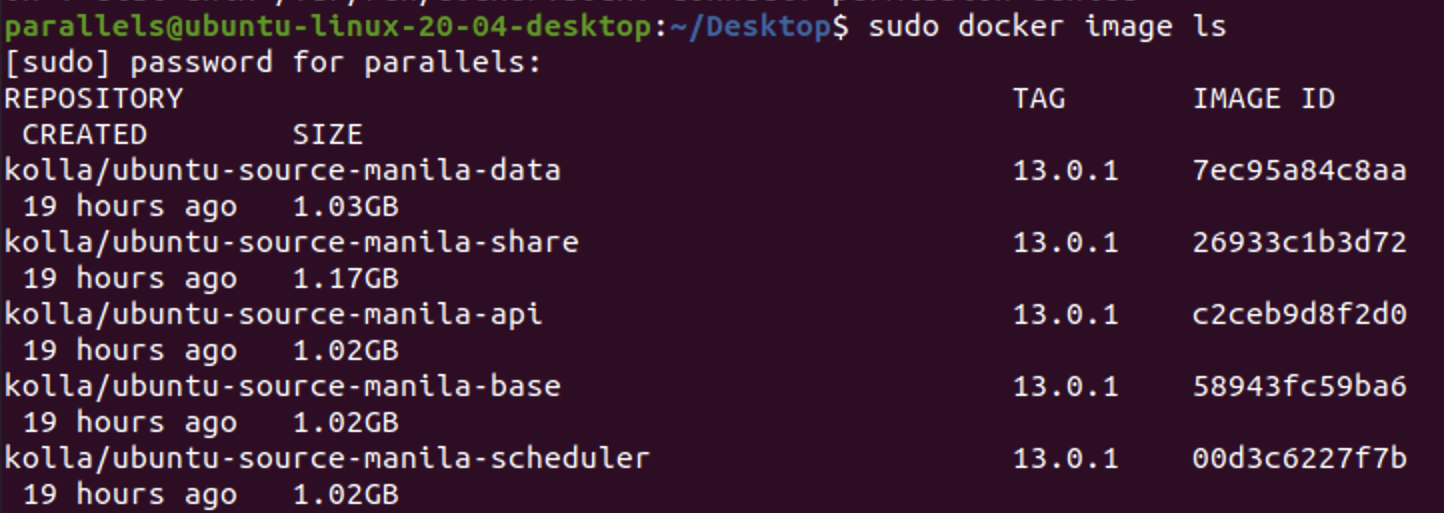 parallels@ubuntu-linux-20-04-desktop:~/Desktop$ sudo docker image ls
[sudo] password for parallels:
REPOSITORY TAG IMAGE ID
CREATED SIZE
kolla/ubuntu-source-manila-data 13.0.1 7ec95a84c8aa
19 hours ago 1.03GB
kolla/ubuntu-source-manila-share 13.0.1 26933c1b3d72
19 hours ago 1.17GB
kolla/ubuntu-source-manila-api 13.0.1 c2ceb9d8f2d0
19 hours ago 1.02GB
kolla/ubuntu-source-manila-base 13.0.1 58943fc59ba6
19 hours ago 1.02GB
kolla/ubuntu-source-manila-scheduler 13.0.1 00d3c6227f7b
19 hours ago 1.02GB